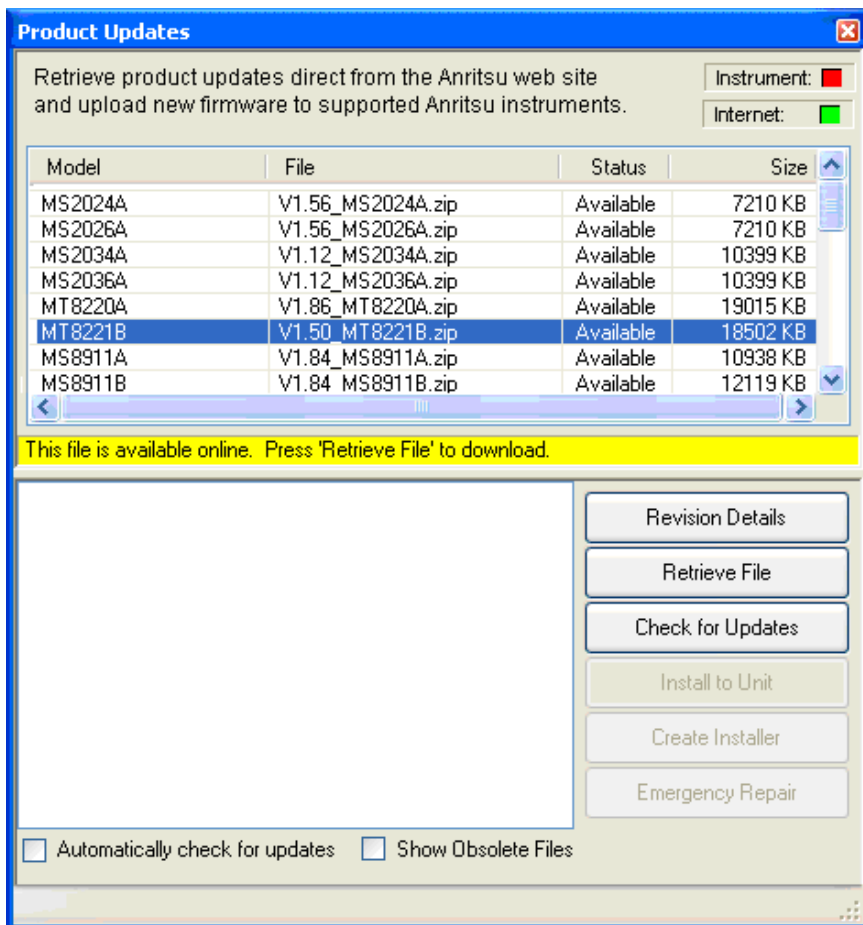 Product Updates
Retrieve product updates direct from the Anritsu web site
and upload new firmware to supported Anritsu instruments.
Instrument:
Internet:
Model File Status Size
MS2024A V1.56_MS2024A.zip Available 7210 KB
MS2026A V1.56_MS2026A.zip Available 7210 KB
MS2034A V1.12_MS2034A.zip Available 10399 KB
MS2036A V1.12_MS2036A.zip Available 10399 KB
MT8220A V1.86_MT8220A.zip Available 19015 KB
MT8221B V1.50_MT8221B.zip Available 18502 KB
MS8911A V1.84_MS8911A.zip Available 10938 KB
MS8911B V1.84_MS8911B.zip Available 12119 KB
This file is available online. Press 'Retrieve File' to download.
Revision Details
Retrieve File
Check for Updates
Install to Unit
Create Installer
Emergency Repair
Automatically check for updates Show Obsolete Files